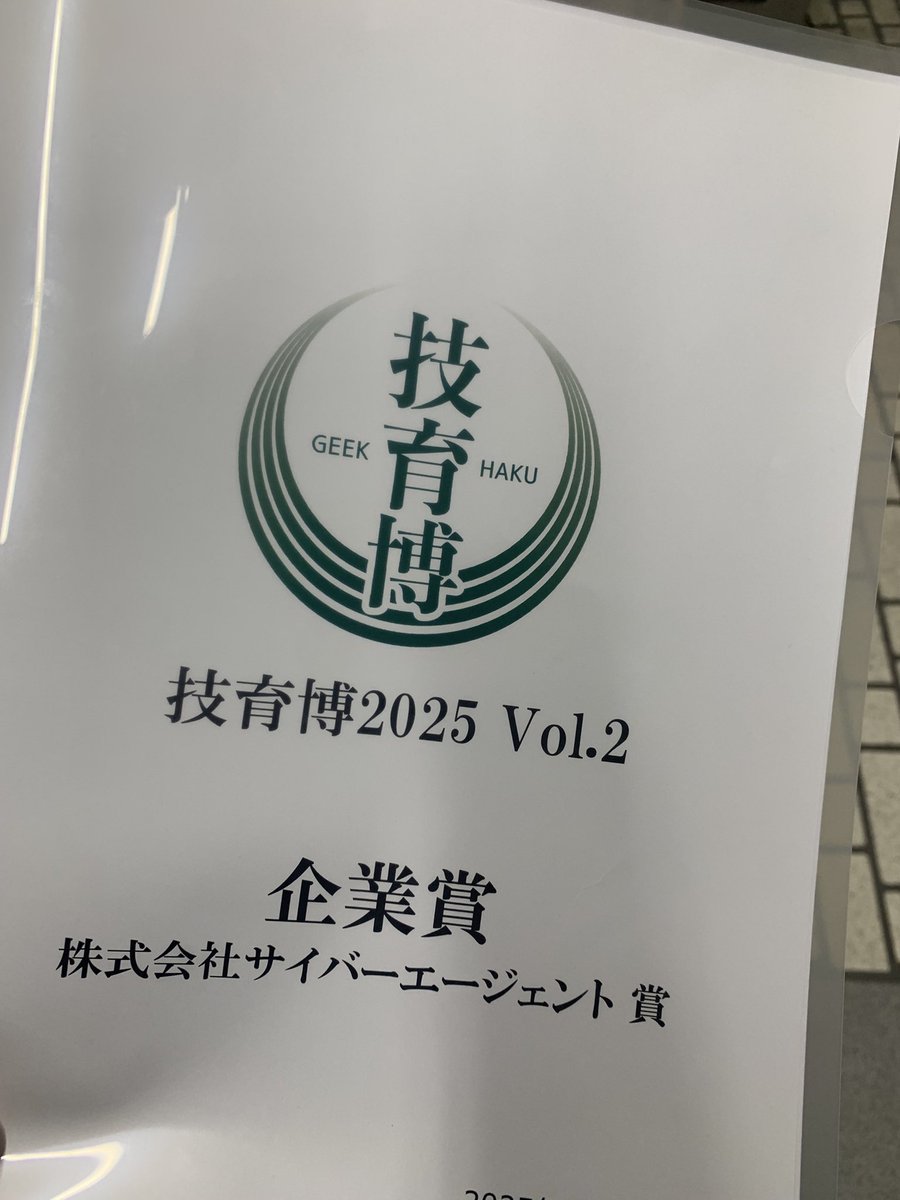 技育博
GEEK HAKU
技育博2025 Vol.2
企業賞
株式会社サイバーエージェント 賞